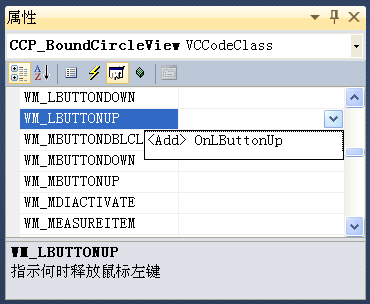 属性
CCP_BoundCircleView VCCodeClass
WM_LBUTTONDOWN
WM_LBUTTONUP
WM_MBUTTONDBLCL
<Add> OnLButtonUp
WM_MBUTTONDOWN
WM_MBUTTONUP
WM_MDIACTIVATE
WM_MEASUREITEM
WM_LBUTTONUP
指示何时释放鼠标左键